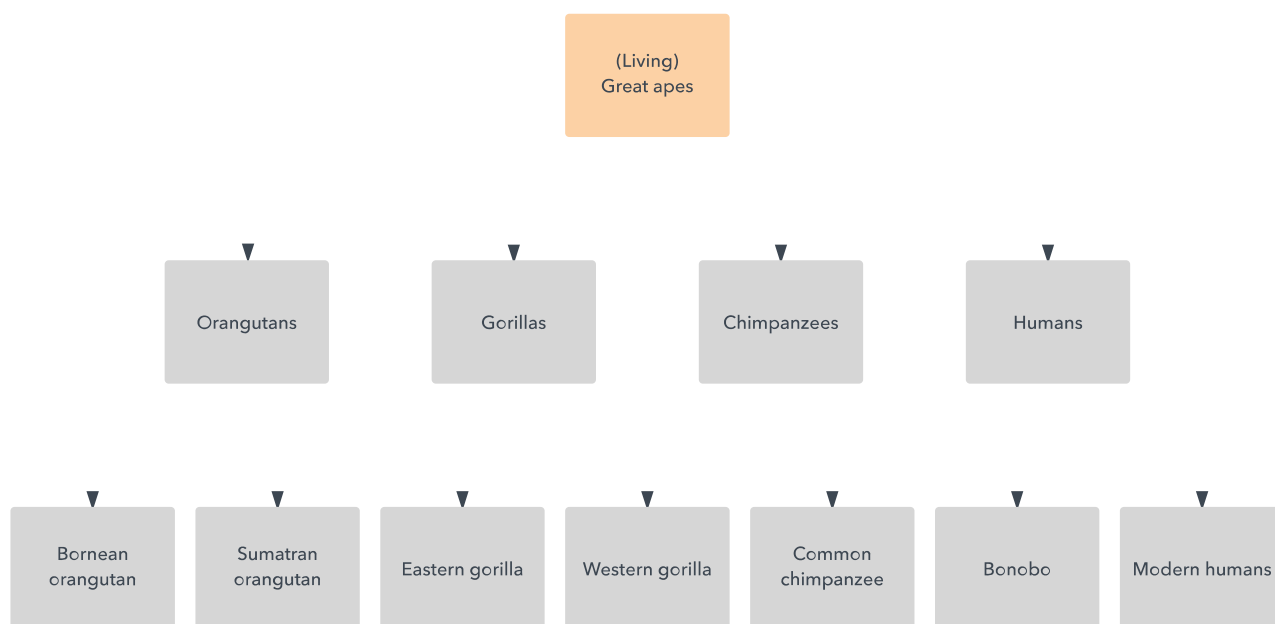 (Living)
Great apes
Orangutans
Gorillas
Chimpanzees
Humans
Bornean
orangutan
Sumatran
orangutan
Eastern gorilla
Western gorilla
Common
chimpanzee
Bonobo
Modern humans